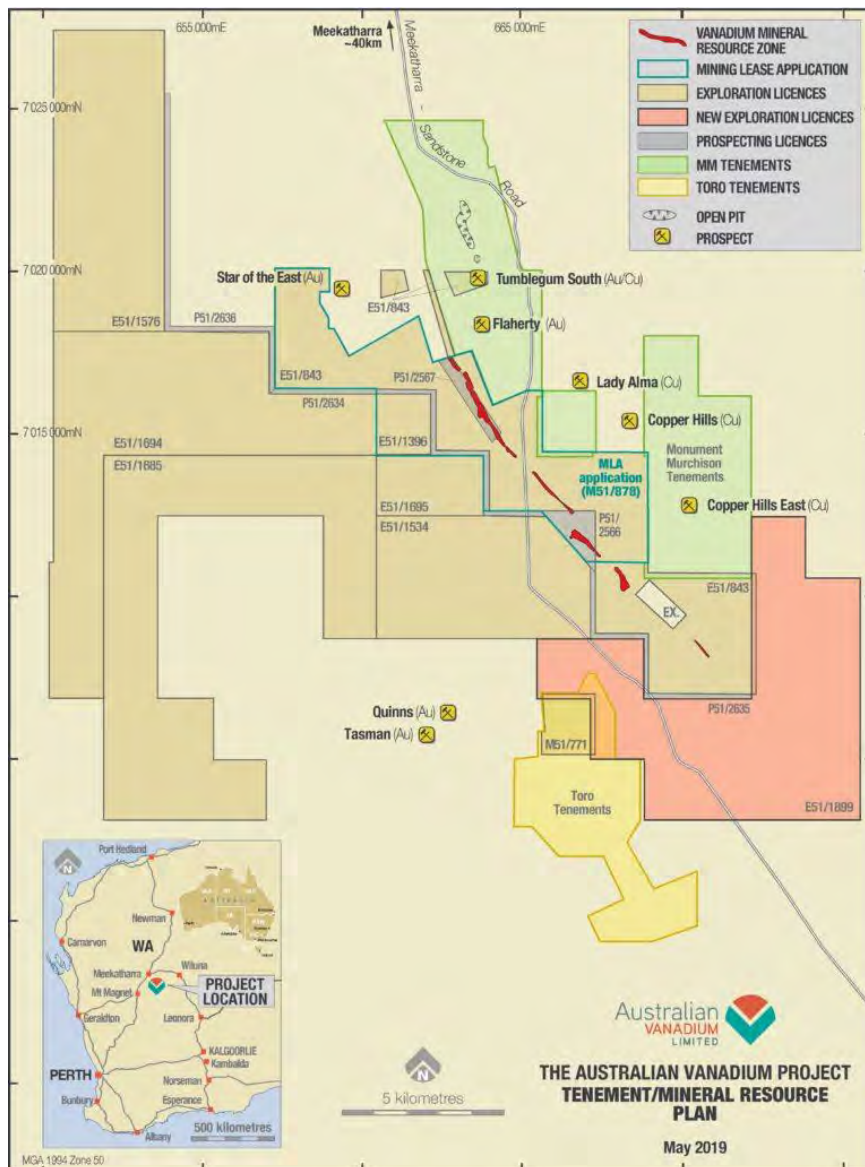 655 000mE
665 000mE
Meekatharra
~40km
Meekatharra - Sandstone Road
VANADIUM MINERAL
RESOURCE ZONE
MINING LEASE APPLICATION
EXPLORATION LICENCES
NEW EXPLORATION LICENCES
PROSPECTING LICENCES
MM TENEMENTS
TORO TENEMENTS
OPEN PIT
PROSPECT
7 025 000mN
7 020 000mN
7 015 000mN
Star of the East (Au)
E51/843
Tumblegum South (Au/Cu)
Flaherty (Au)
E51/1576
P51/2636
E51/843
P51/2634
P51/2567
Lady Alma (Cu)
Copper Hills (Cu)
E51/1694
E51/1685
E51/1396
MLA
application
(M51/878)
Monument
Murchison
Tenements
Copper Hills East (Cu)
E51/1695
E51/1534
P51/
2566
E51/843
EX.
P51/2635
Quinns (Au)
Tasman (Au)
M51/771
Toro
Tenements
E51/1899
N
Port Hedland
Newman
Carnarvon
WA
AUSTRALIA
Meekatharra
Wiluna
Mt Magnet
PROJECT
LOCATION
Geraldton
Leonora
KALGOORLIE
Kambalda
PERTH
Norseman
Bunbury
Esperance
Albany
500 kilometres
MGA 1994 Zone 50
N
5 kilometres
Australian
VANADIUM
LIMITED
THE AUSTRALIAN VANADIUM PROJECT
TENEMENT/MINERAL RESOURCE
PLAN
May 2019